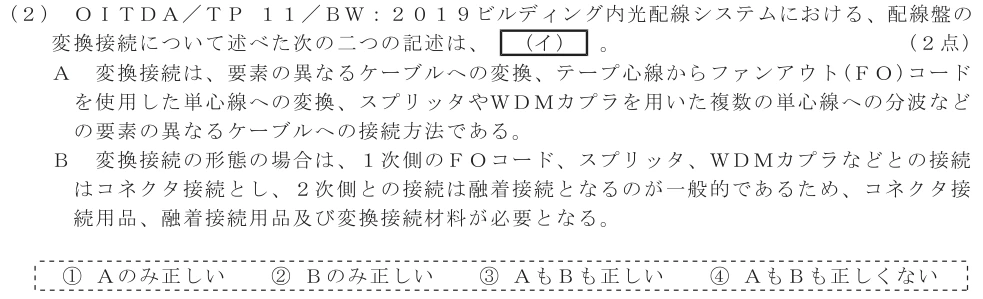 (２) ＯＩＴＤＡ／ＴＰ １１／ＢＷ：２０１９ビルディング内光配線システムにおける、配線盤の
変換接続について述べた次の二つの記述は、 (イ) 。 (２点)
Ａ 変換接続は、要素の異なるケーブルへの変換、テープ心線からファンアウト(ＦＯ)コード
を使用した単心線への変換、スプリッタやＷＤＭカプラを用いた複数の単心線への分波など
の要素の異なるケーブルへの接続方法である。
Ｂ 変換接続の形態の場合は、１次側のＦＯコード、スプリッタ、ＷＤＭカプラなどとの接続
はコネクタ接続とし、２次側との接続は融着接続となるのが一般的であるため、コネクタ接
続用品、融着接続用品及び変換接続材料が必要となる。
① Ａのみ正しい ② Ｂのみ正しい ③ ＡもＢも正しい ④ ＡもＢも正しくない